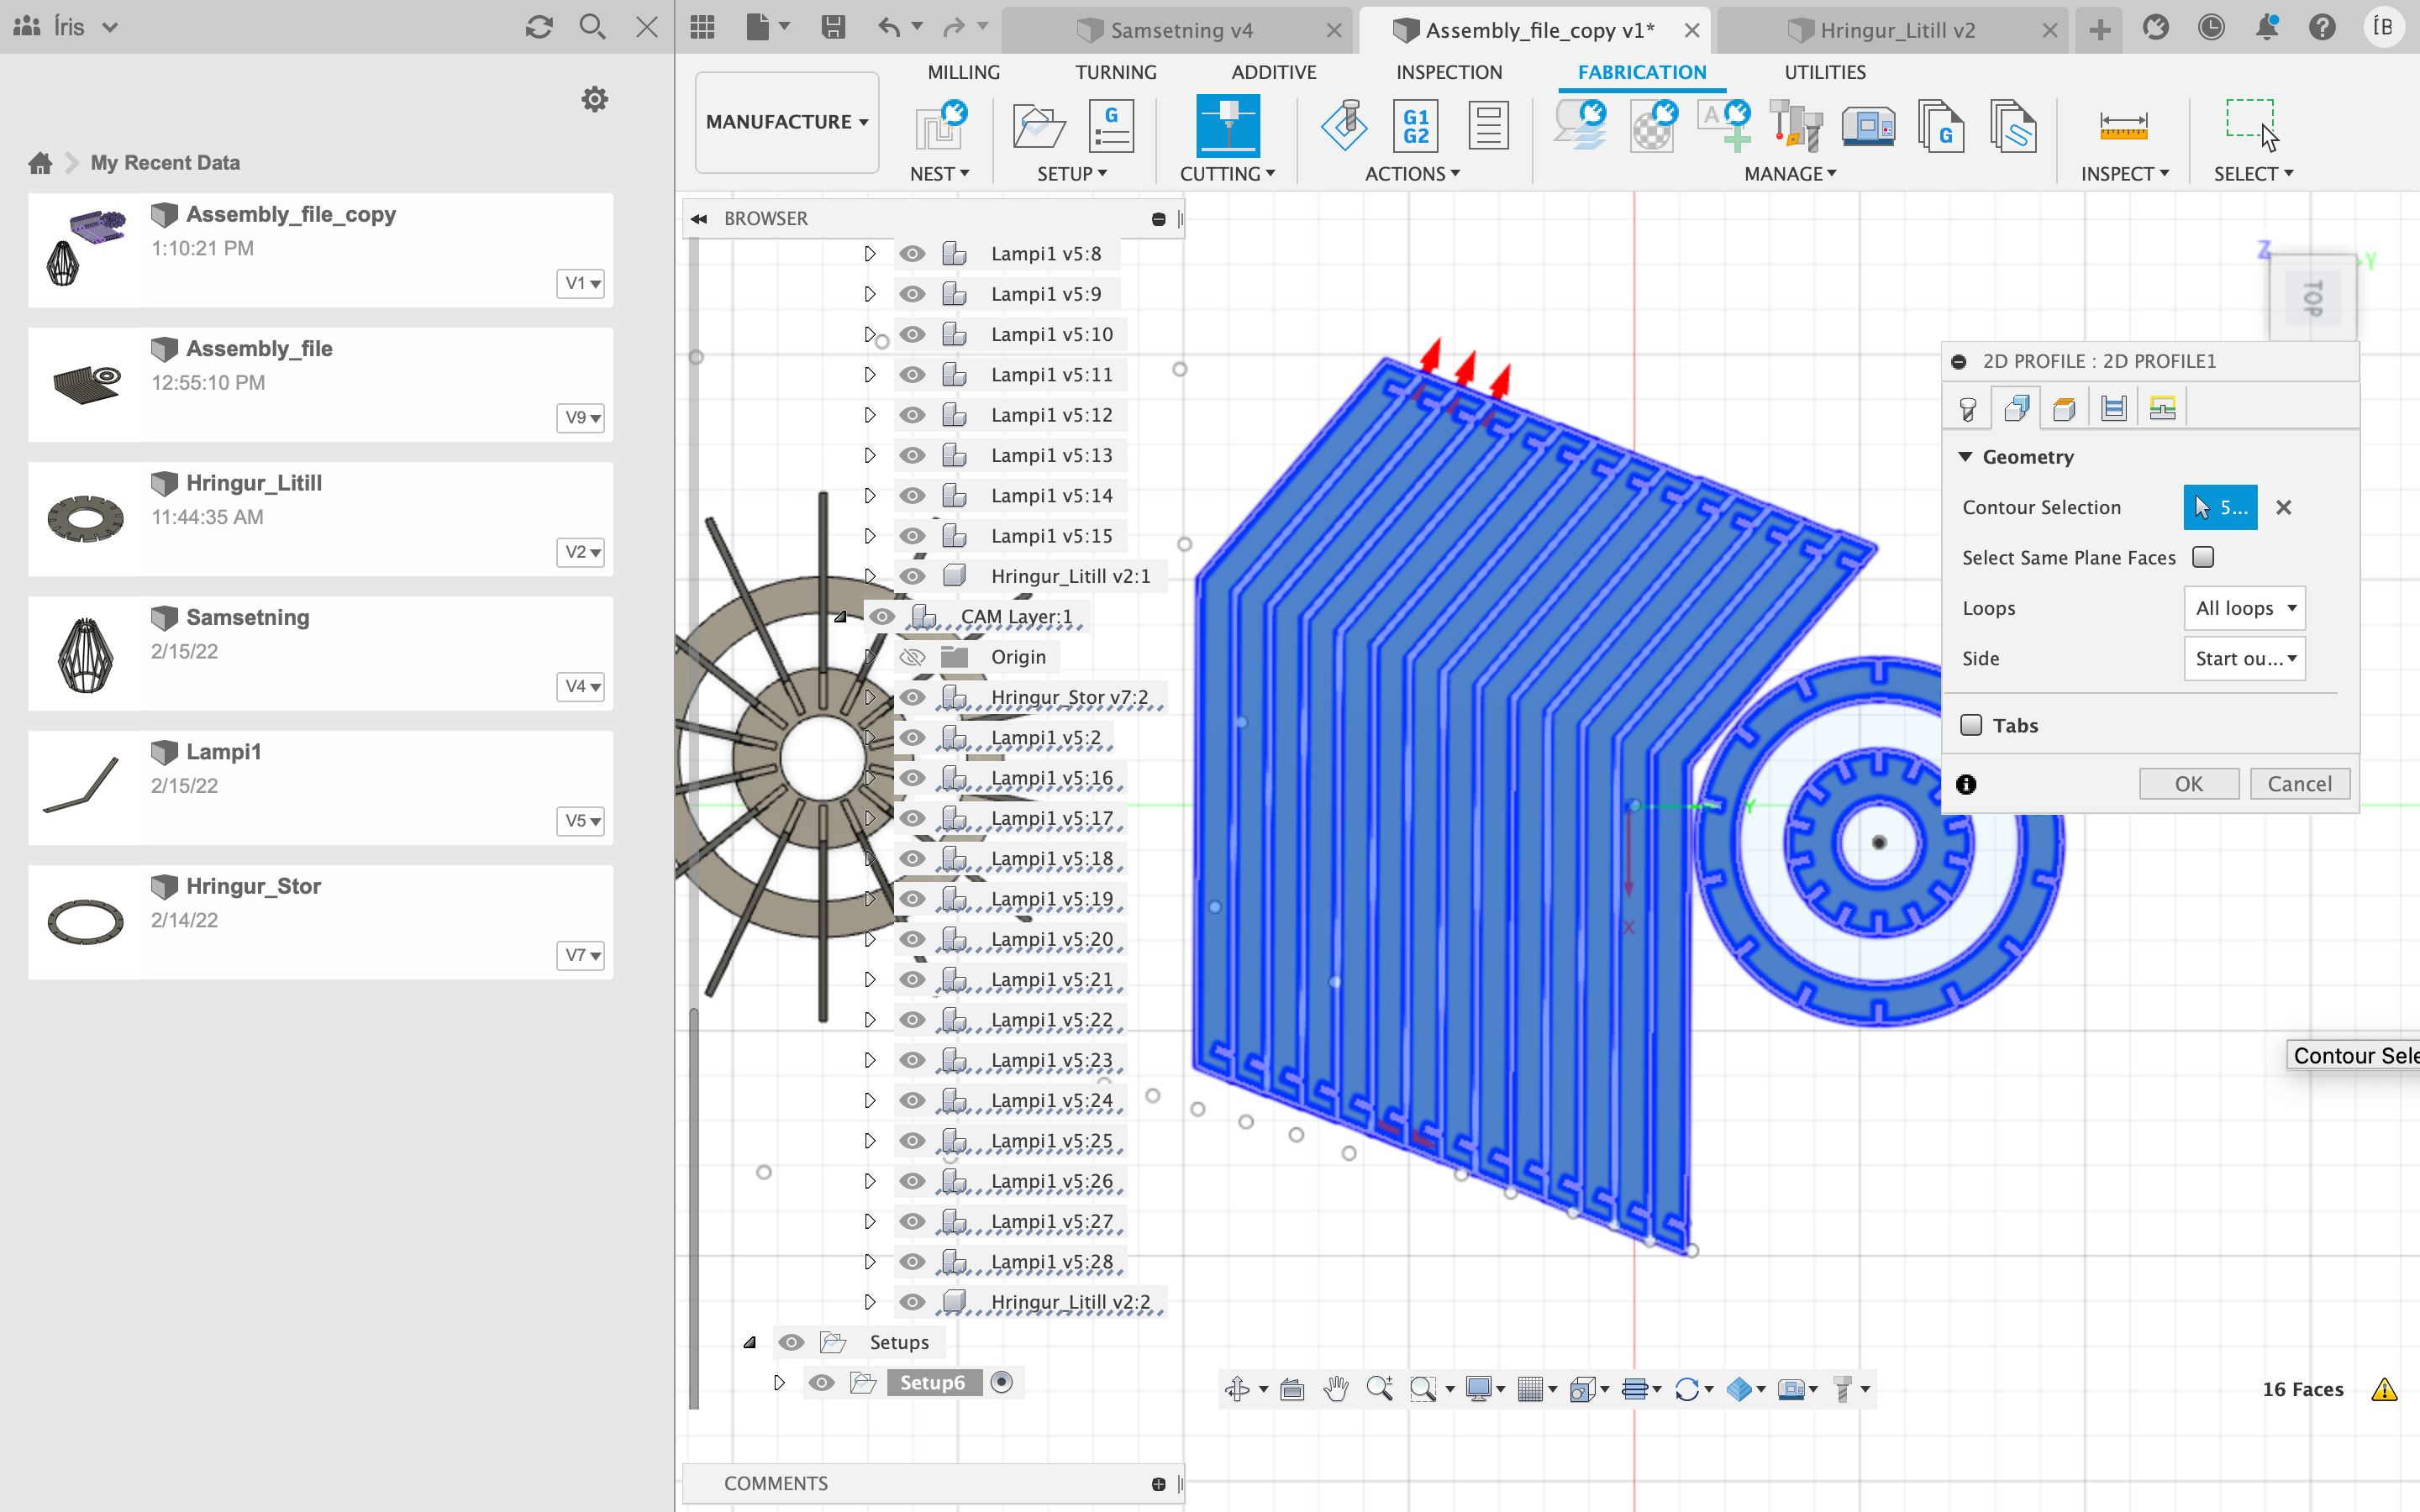 Íris
Samsetning v4
Assembly_file_copy v1*
Hringur_Litill v2
ÍB
MILLING
TURNING
ADDITIVE
INSPECTION
FABRICATION
UTILITIES
MANUFACTURE
G
G1
G2
A
G
NEST
SETUP
CUTTING
ACTIONS
MANAGE
INSPECT
SELECT
My Recent Data
Assembly_file_copy
1:10:21 PM
V1
Assembly_file
12:55:10 PM
V9
Hringur_Litill
11:44:35 AM
V2
Samsetning
2/15/22
V4
Lampi1
2/15/22
V5
Hringur_Stor
2/14/22
V7
BROWSER
Lampi1 v5:8
Lampi1 v5:9
Lampi1 v5:10
Lampi1 v5:11
Lampi1 v5:12
Lampi1 v5:13
Lampi1 v5:14
Lampi1 v5:15
Hringur_Litill v2:1
CAM Layer:1
Origin
Hringur_Stor v7:2
Lampi1 v5:2
Lampi1 v5:16
Lampi1 v5:17
Lampi1 v5:18
Lampi1 v5:19
Lampi1 v5:20
Lampi1 v5:21
Lampi1 v5:22
Lampi1 v5:23
Lampi1 v5:24
Lampi1 v5:25
Lampi1 v5:26
Lampi1 v5:27
Lampi1 v5:28
Hringur_Litill v2:2
Setups
Setup6
COMMENTS
Z
Y
TOP
Y
X
2D PROFILE : 2D PROFILE1
Geometry
Contour Selection
5...
Select Same Plane Faces
Loops
All loops
Side
Start ou...
Tabs
OK
Cancel
Contour Sele
16 Faces